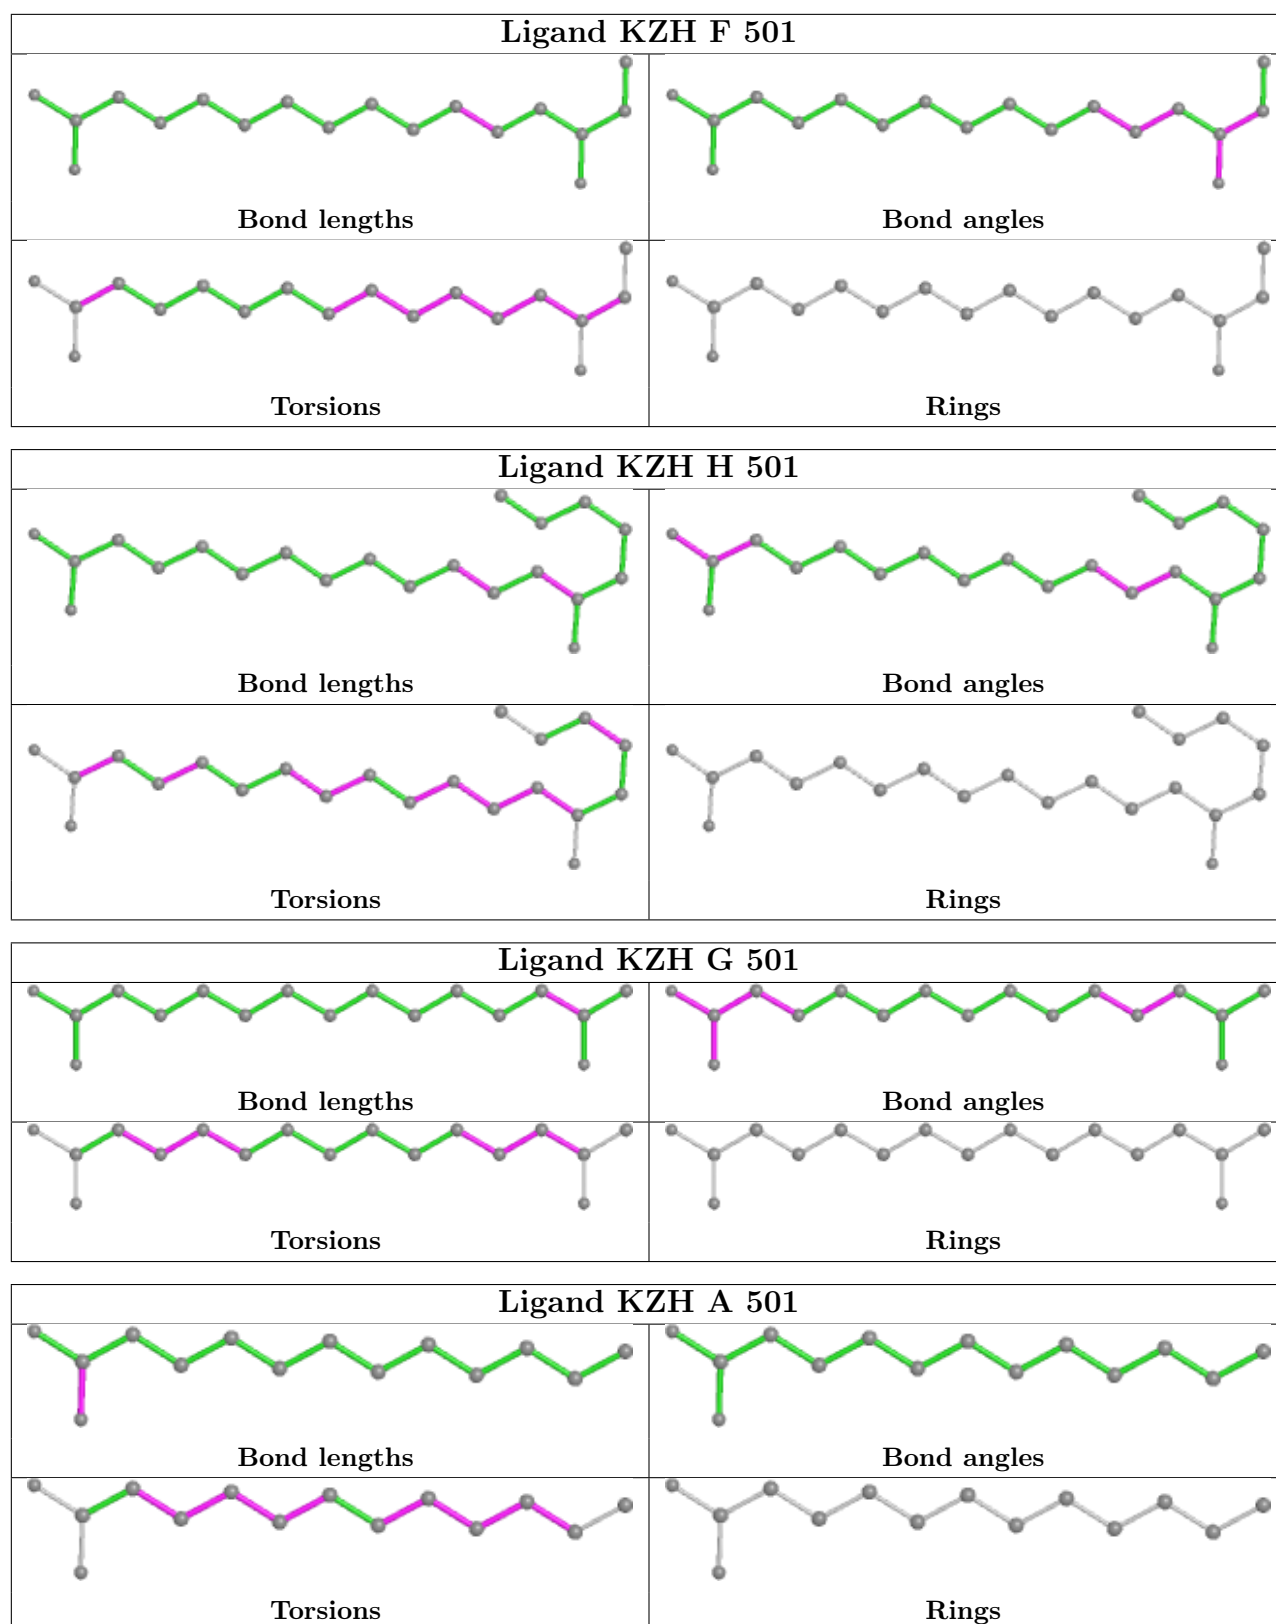 Ligand KZH F 501
Bond lengths
Bond angles
Torsions
Rings
Ligand KZH H 501
Bond lengths
Bond angles
Torsions
Rings
Ligand KZH G 501
Bond lengths
Bond angles
Torsions
Rings
Ligand KZH A 501
Bond lengths
Bond angles
Torsions
Rings